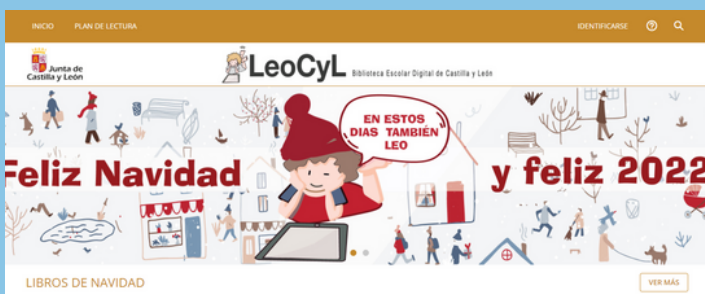 INICIO PLAN DE LECTURA IDENTIFICARSE
Junta de
Castilla y León
LeoCyL Biblioteca Escolar Digital de Castilla y León
EN ESTOS
DIAS TAMBIÉN
LEO
Feliz Navidad y feliz 2022
LIBROS DE NAVIDAD VER MÁS